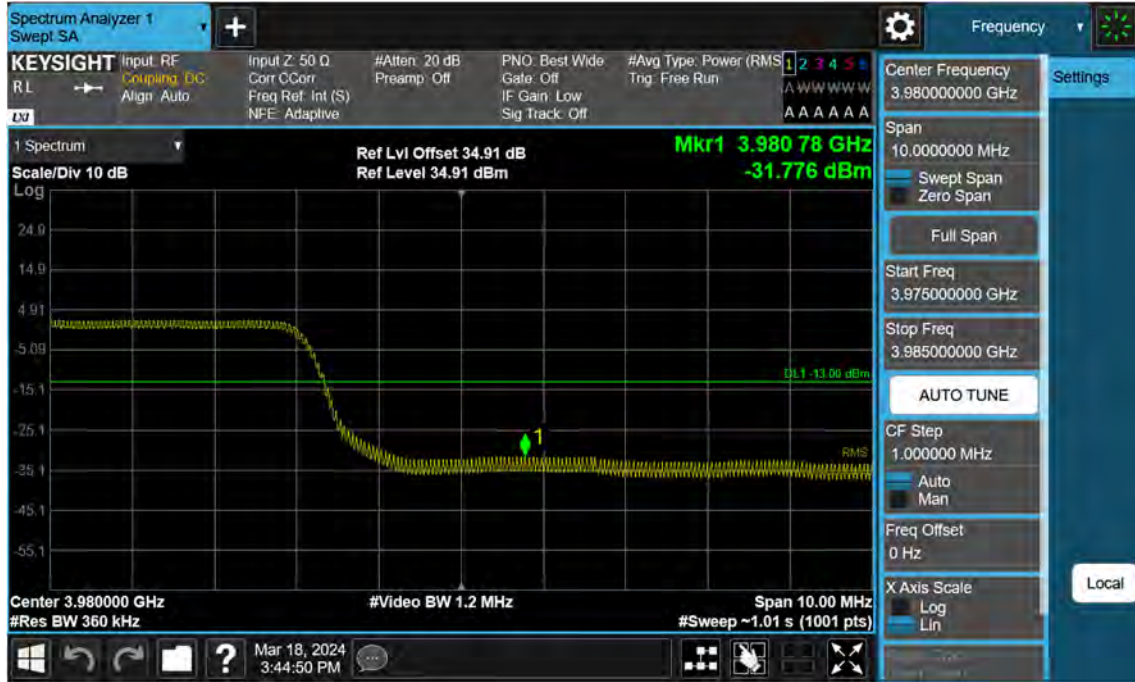 Spectrum Analyzer 1
Swept SA
Frequency
KEYSIGHT
RL
LXI
Input: RF
Coupling: DC
Align: Auto
Input Z: 50 Ω
Corr CCorr
Freq Ref: Int (S)
NFE: Adaptive
#Atten: 20 dB
Preamp: Off
PNO: Best Wide
Gate: Off
IF Gain: Low
Sig Track: Off
#Avg Type: Power (RMS
Trig: Free Run
1 2 3 4 5 6
A W W W W W
A A A A A A
1 Spectrum
Scale/Div 10 dB
Ref Lvl Offset 34.91 dB
Ref Level 34.91 dBm
Mkr1 3.980 78 GHz
-31.776 dBm
Log
24.9
14.9
4.91
-5.09
-15.1
-25.1
-35.1
-45.1
-55.1
DL1 -13.00 dBm
1
RMS
Center 3.980000 GHz
#Res BW 360 kHz
#Video BW 1.2 MHz
Span 10.00 MHz
#Sweep ~1.01 s (1001 pts)
Mar 18, 2024
3:44:50 PM
Center Frequency
3.980000000 GHz
Settings
Span
10.0000000 MHz
Swept Span
Zero Span
Full Span
Start Freq
3.975000000 GHz
Stop Freq
3.985000000 GHz
AUTO TUNE
CF Step
1.000000 MHz
Auto
Man
Freq Offset
0 Hz
X Axis Scale
Log
Lin
Local